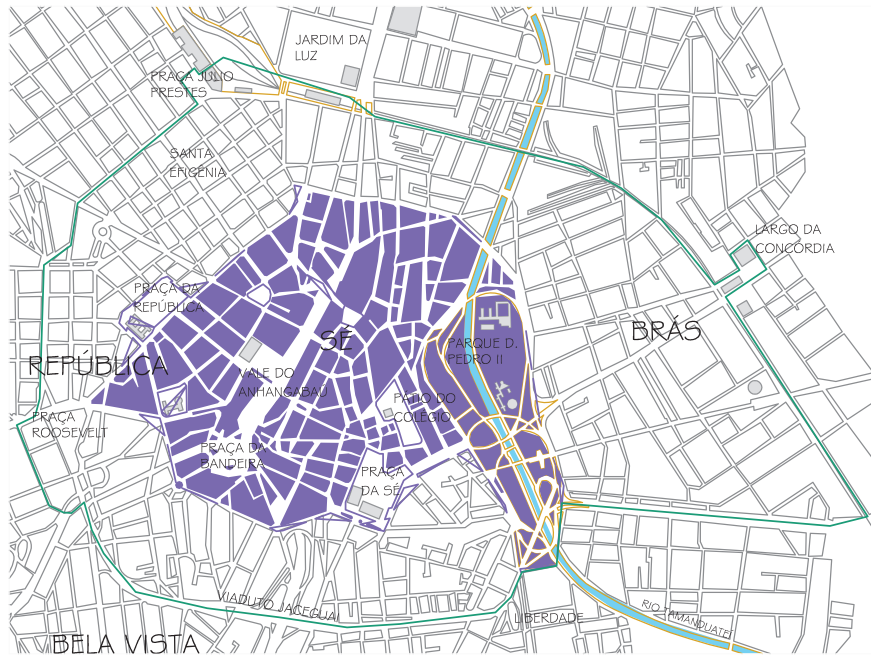 JARDIM DA
LUZ
PRAÇA JULIO
PRESTES
SANTA
EFIGÊNIA
LARGO DA
CONCÓRDIA
PRAÇA DA
REPÚBLICA
SÉ
BRÁS
PARQUE D.
PEDRO II
REPÚBLICA
VALE DO
ANHANGABAÚ
PÁTIO DO
COLÉGIO
PRAÇA
ROOSEVELT
PRAÇA DA
BANDEIRA
PRAÇA
DA SÉ
VIADUTO JACEGUAI
LIBERDADE
RIO TAMANDUATEÍ
BELA VISTA